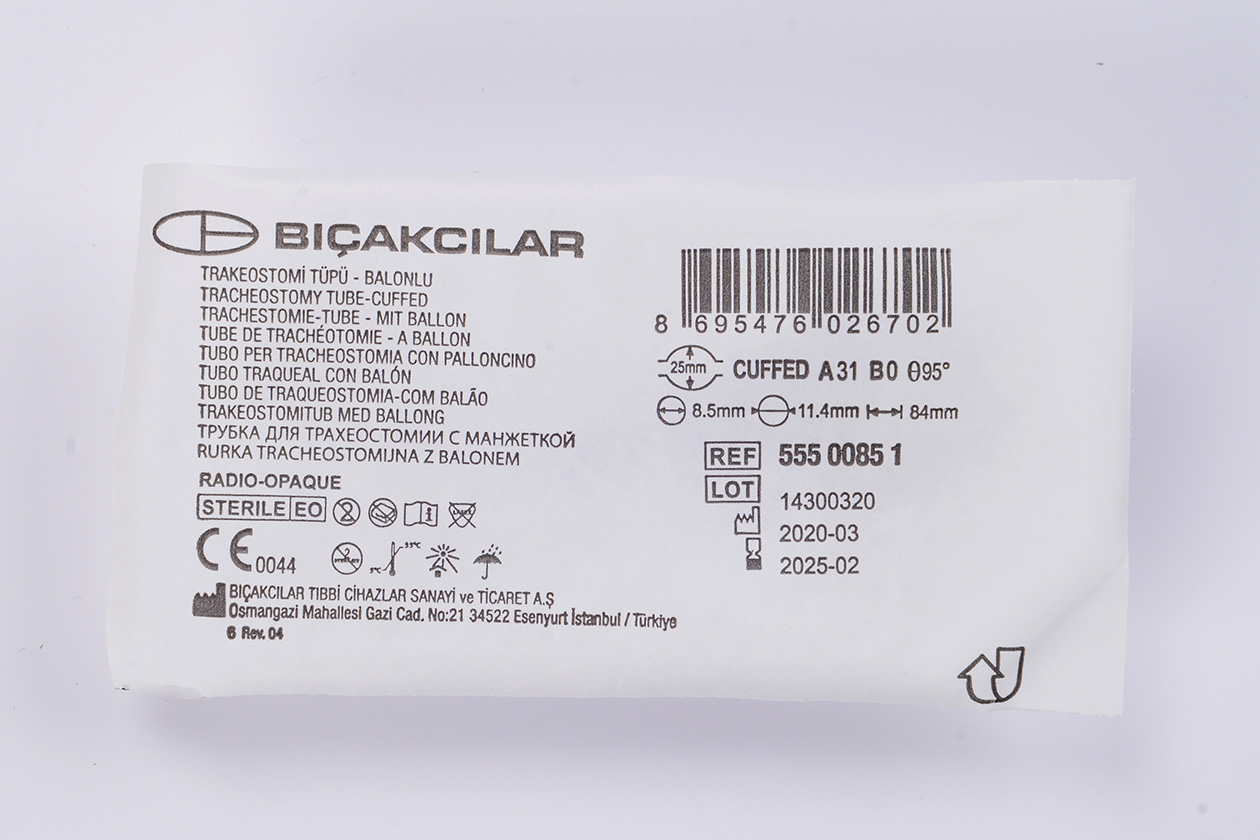 BIÇAKCILAR
TRAKEOSTOMİ TÜPÜ - BALONLU
TRACHEOSTOMY TUBE-CUFFED
TRACHESTOMIE-TUBE - MIT BALLON
TUBE DE TRACHÉOTOMIE - A BALLON
TUBO PER TRACHEOSTOMIA CON PALLONCINO
TUBO TRAQUEAL CON BALÓN
TUBO DE TRAQUEOSTOMIA-COM BALÃO
TRAKEOSTOMITUB MED BALLONG
ТРУБКА ДЛЯ ТРАХЕОСТОМИИ С МАНЖЕТКОЙ
RURKA TRACHEOSTOMIJNA Z BALONEM
RADIO-OPAQUE
STERILE EO
CE 0044
BIÇAKCILAR TIBBİ CİHAZLAR SANAYİ ve TİCARET A.Ş
Osmangazi Mahallesi Gazi Cad. No:21 34522 Esenyurt İstanbul / Türkiye
6 Rev. 04
8 695476 026702
25mm CUFFED A31 B0 θ95°
8.5mm 11.4mm 84mm
REF 555 0085 1
LOT 14300320
2020-03
2025-02